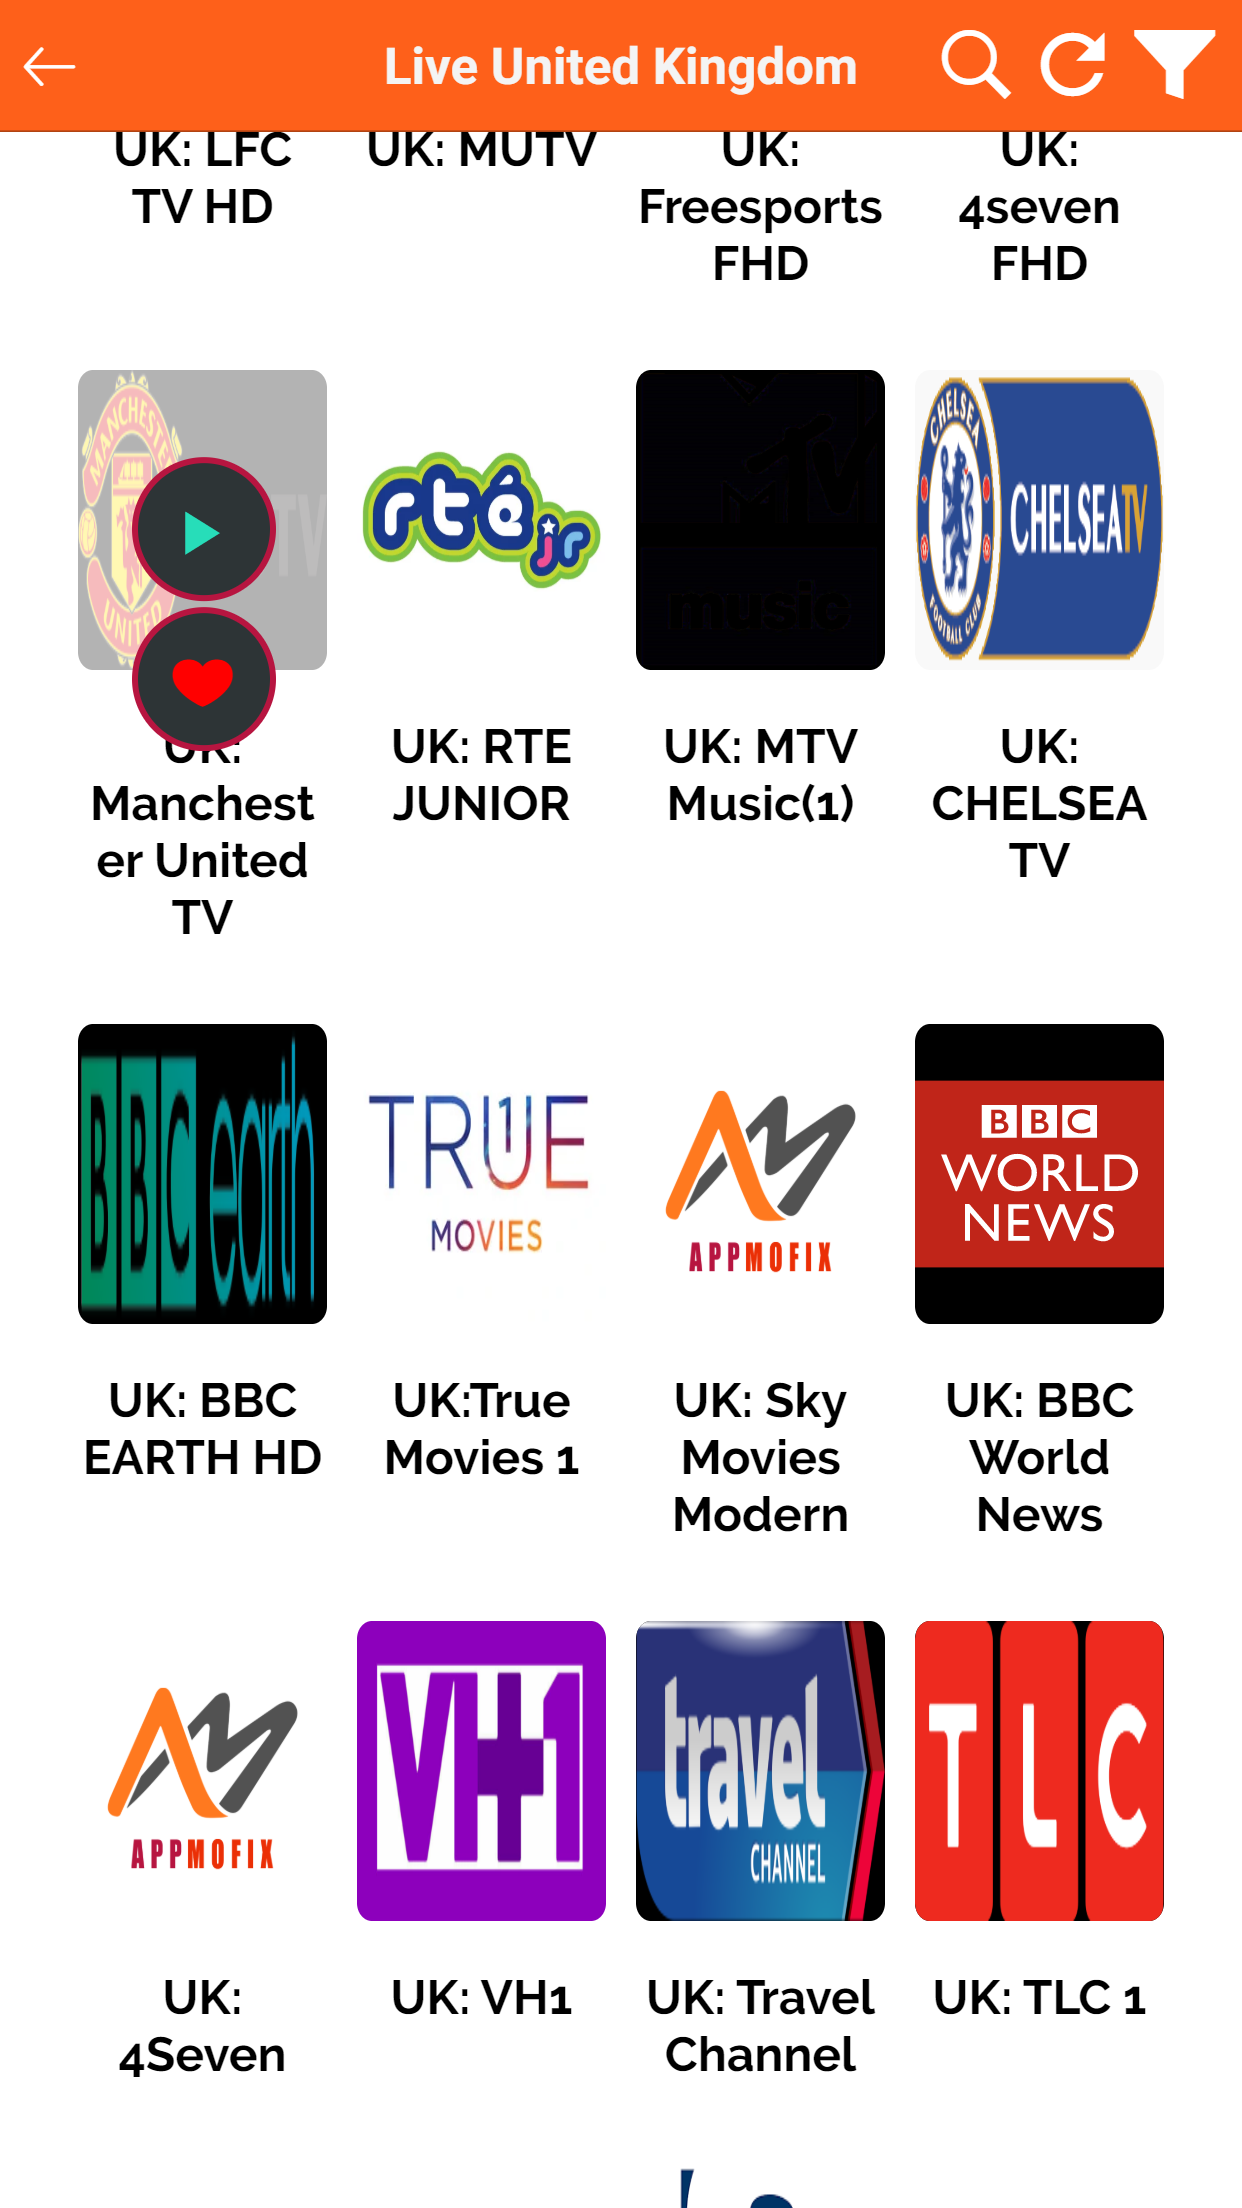 Live United Kingdom
UK: LFC
TV HD
UK: MUTV
UK:
Freesports
FHD
UK:
4seven
FHD
MANCHESTER
UNITED
TV
UK:
Manchest
er United
TV
rté jr
UK: RTE
JUNIOR
MTV
music
UK: MTV
Music(1)
CHELSEA
FOOTBALL CLUB
CHELSEATV
UK:
CHELSEA
TV
BBC earth
UK: BBC
EARTH HD
TRUE
MOVIES
UK:True
Movies 1
APPMOFIX
UK: Sky
Movies
Modern
BBC
WORLD
NEWS
UK: BBC
World
News
APPMOFIX
UK:
4Seven
VH1
UK: VH1
travel
CHANNEL
UK: Travel
Channel
TLC
UK: TLC 1